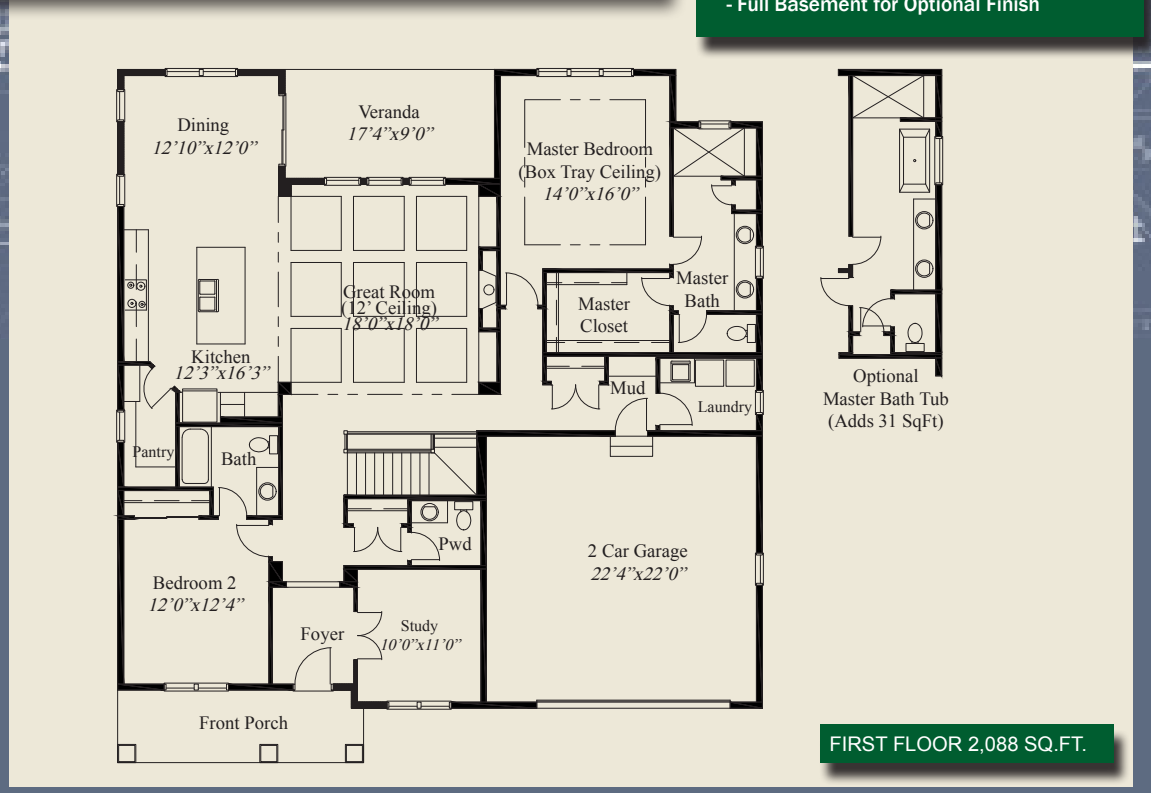 - Full Basement for Optional Finish
Dining
12’10”x12’0”
Veranda
17’4”x9’0”
Master Bedroom
(Box Tray Ceiling)
14’0”x16’0”
Great Room
(12’ Ceiling)
18’0”x18’0”
Master
Bath
Master
Closet
Kitchen
12’3”x16’3”
Mud
Laundry
Optional
Master Bath Tub
(Adds 31 SqFt)
Pantry
Bath
Pwd
2 Car Garage
22’4”x22’0”
Bedroom 2
12’0”x12’4”
Foyer
Study
10’0”x11’0”
Front Porch
FIRST FLOOR 2,088 SQ.FT.